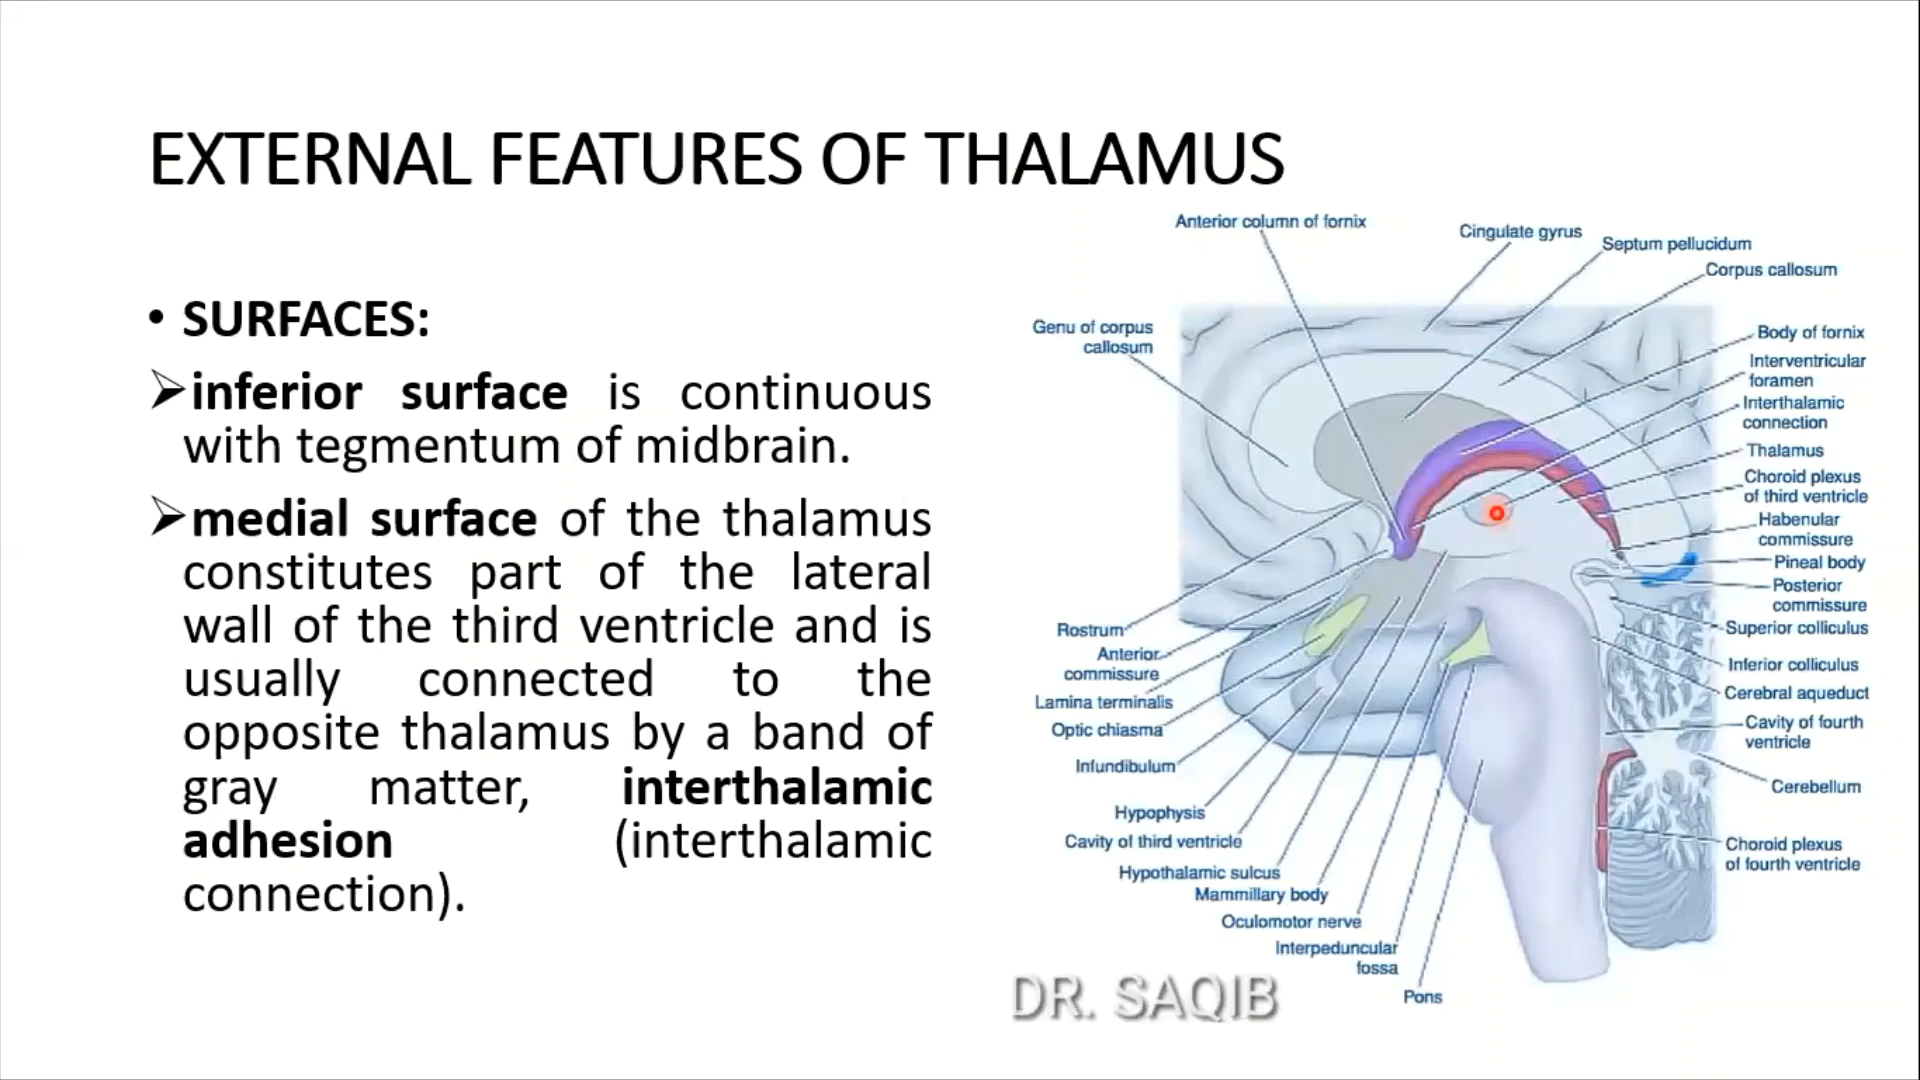 EXTERNAL FEATURES OF THALAMUS
• SURFACES:
➢inferior surface is continuous
with tegmentum of midbrain.
➢medial surface of the thalamus
constitutes part of the lateral
wall of the third ventricle and is
usually connected to the
opposite thalamus by a band of
gray matter, interthalamic
adhesion (interthalamic
connection).
Anterior column of fornix
Cingulate gyrus
Septum pellucidum
Corpus callosum
Genu of corpus
callosum
Body of fornix
Interventricular
foramen
Interthalamic
connection
Thalamus
Choroid plexus
of third ventricle
Habenular
commissure
Pineal body
Posterior
commissure
Superior colliculus
Inferior colliculus
Cerebral aqueduct
Cavity of fourth
ventricle
Cerebellum
Choroid plexus
of fourth ventricle
Rostrum
Anterior
commissure
Lamina terminalis
Optic chiasma
Infundibulum
Hypophysis
Cavity of third ventricle
Hypothalamic sulcus
Mammillary body
Oculomotor nerve
Interpeduncular
fossa
Pons
DR. SAQIB